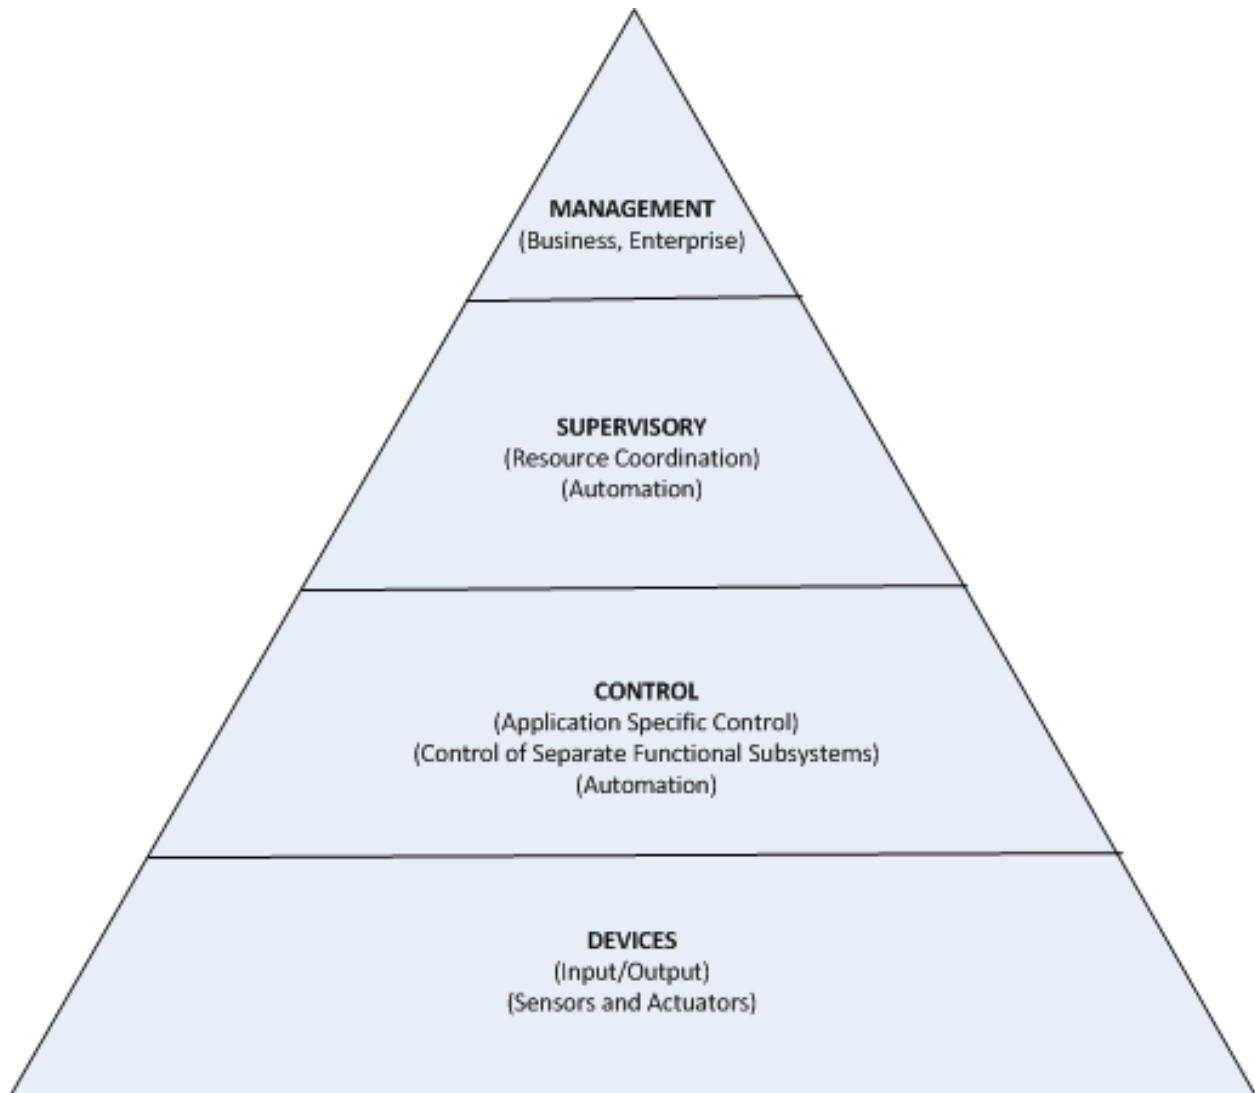 MANAGEMENT
(Business, Enterprise)
SUPERVISORY
(Resource Coordination)
(Automation)
CONTROL
(Application Specific Control)
(Control of Separate Functional Subsystems)
(Automation)
DEVICES
(Input/Output)
(Sensors and Actuators)